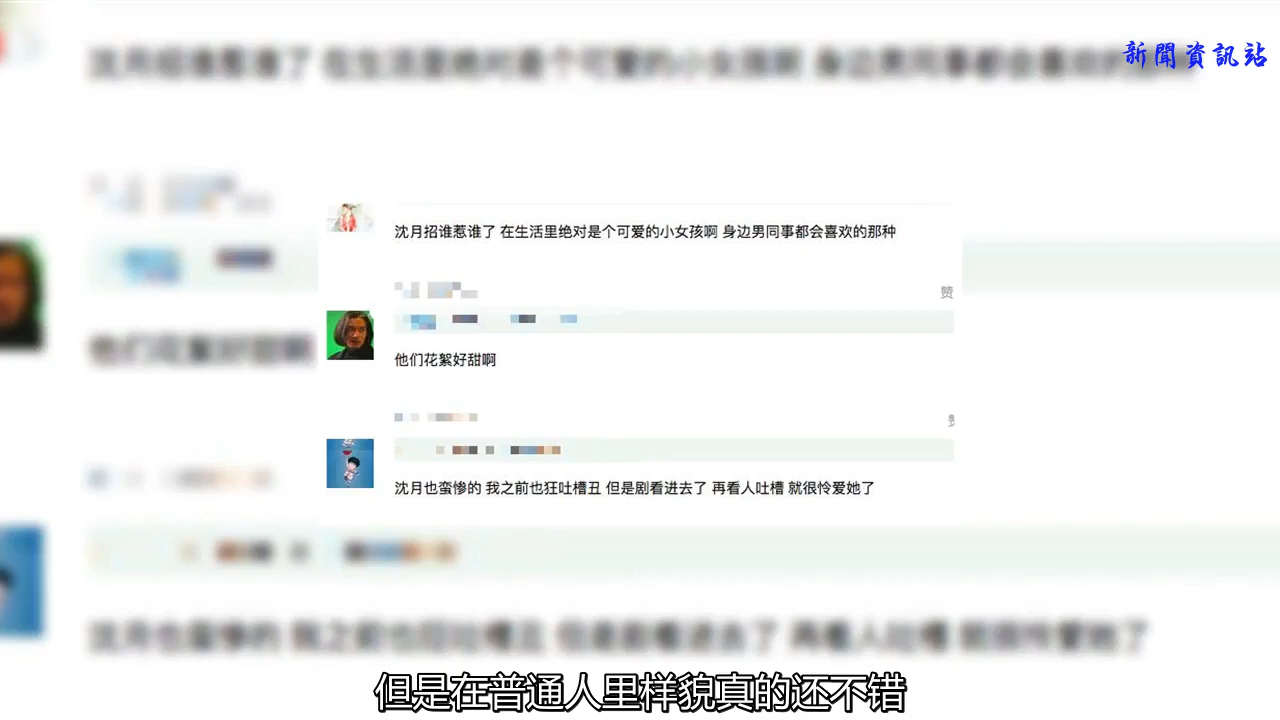 新聞資訊站
沈月招谁惹谁了 在生活里绝对是个可爱的小女孩啊 身边男同事都会喜欢的那种
赞
他们花絮好甜啊
沈月也蛮惨的 我之前也狂吐槽丑 但是剧看进去了 再看人吐槽 就很怜爱她了
但是在普通人里样貌真的还不错